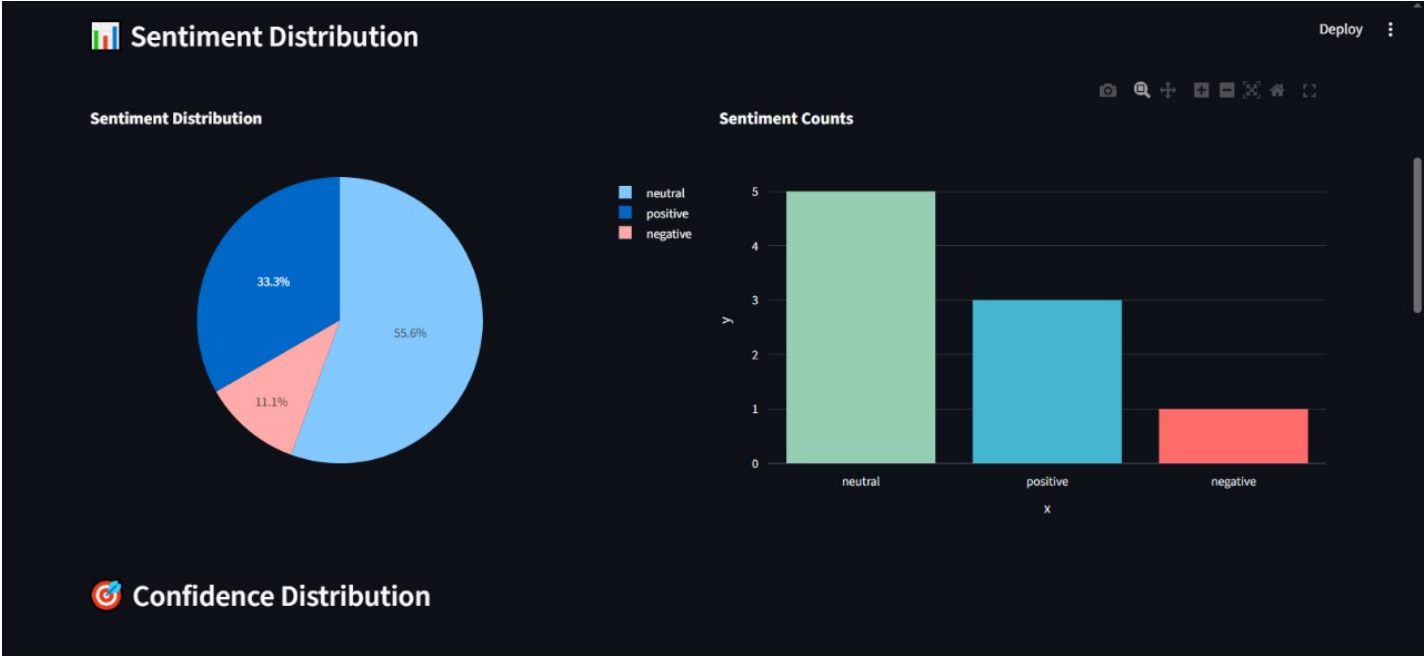 Sentiment Distribution
Deploy
Sentiment Distribution
neutral
positive
negative
33.3%
55.6%
11.1%
Sentiment Counts
5
4
3
2
1
0
y
neutral
positive
negative
x
Confidence Distribution